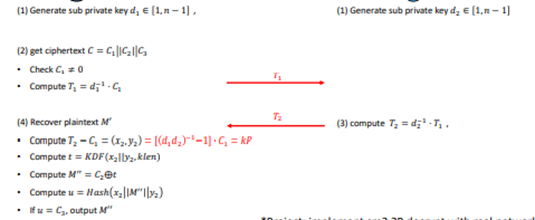 (1) Generate sub private key d₁ ∈ [1, n − 1] ,
(1) Generate sub private key d₂ ∈ [1, n − 1]
(2) get ciphertext C = C₁||C₂||C₃
• Check C₁ ≠ 0
• Compute T₁ = d₁⁻¹ · C₁
T₁
T₂
(3) compute T₂ = d₂⁻¹ · T₁ ,
(4) Recover plaintext M′
• Compute T₂ − C₁ = (x₂, y₂) = [(d₁d₂)⁻¹−1] · C₁ = kP
• Compute t = KDF(x₂||y₂, klen)
• Compute M″ = C₂⊕t
• Compute u = Hash(x₂||M″||y₂)
• If u = C₃, output M″